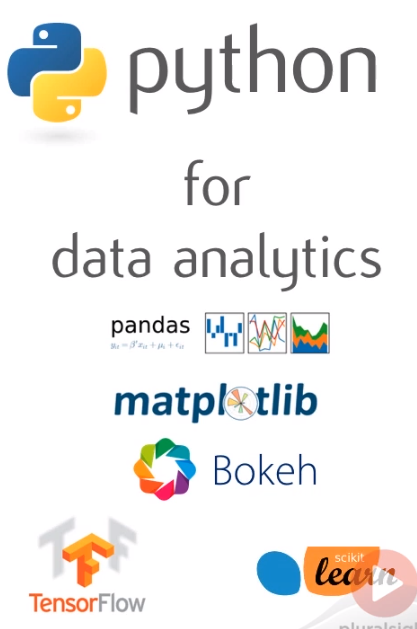 python
for
data analytics
pandas
matplotlib
Bokeh
TensorFlow
scikit
learn